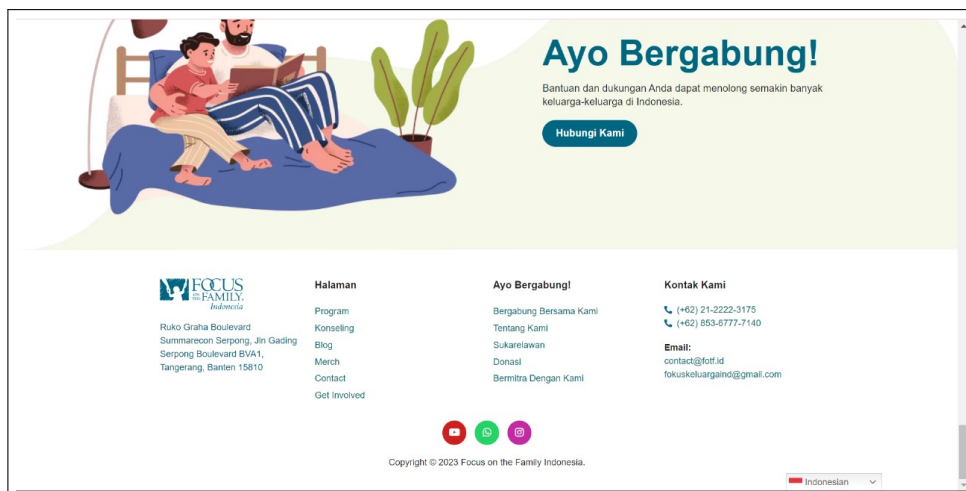 Ayo Bergabung!
Bantuan dan dukungan Anda dapat menolong semakin banyak
keluarga-keluarga di Indonesia.
Hubungi Kami
FOCUS
ON THE FAMILY.
Indonesia
Ruko Graha Boulevard
Summarecon Serpong, Jln Gading
Serpong Boulevard BVA1,
Tangerang, Banten 15810
Halaman
Program
Konseling
Blog
Merch
Contact
Get Involved
Ayo Bergabung!
Bergabung Bersama Kami
Tentang Kami
Sukarelawan
Donasi
Bermitra Dengan Kami
Kontak Kami
(+62) 21-2222-3175
(+62) 853-6777-7140
Email:
contact@fotf.id
fokuskeluargaind@gmail.com
Copyright © 2023 Focus on the Family Indonesia.
Indonesian